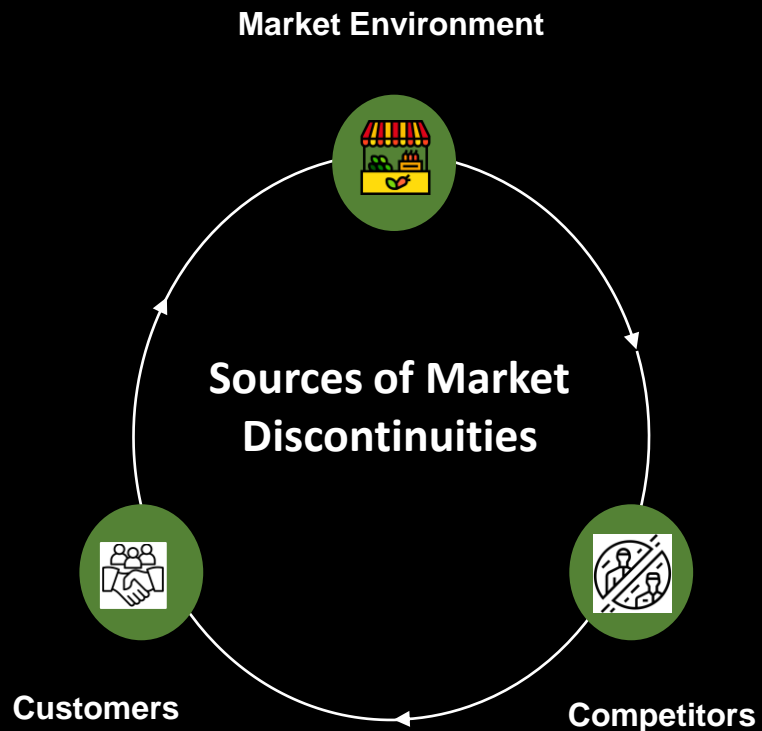 Market Environment
Sources of Market
Discontinuities
Customers
Competitors